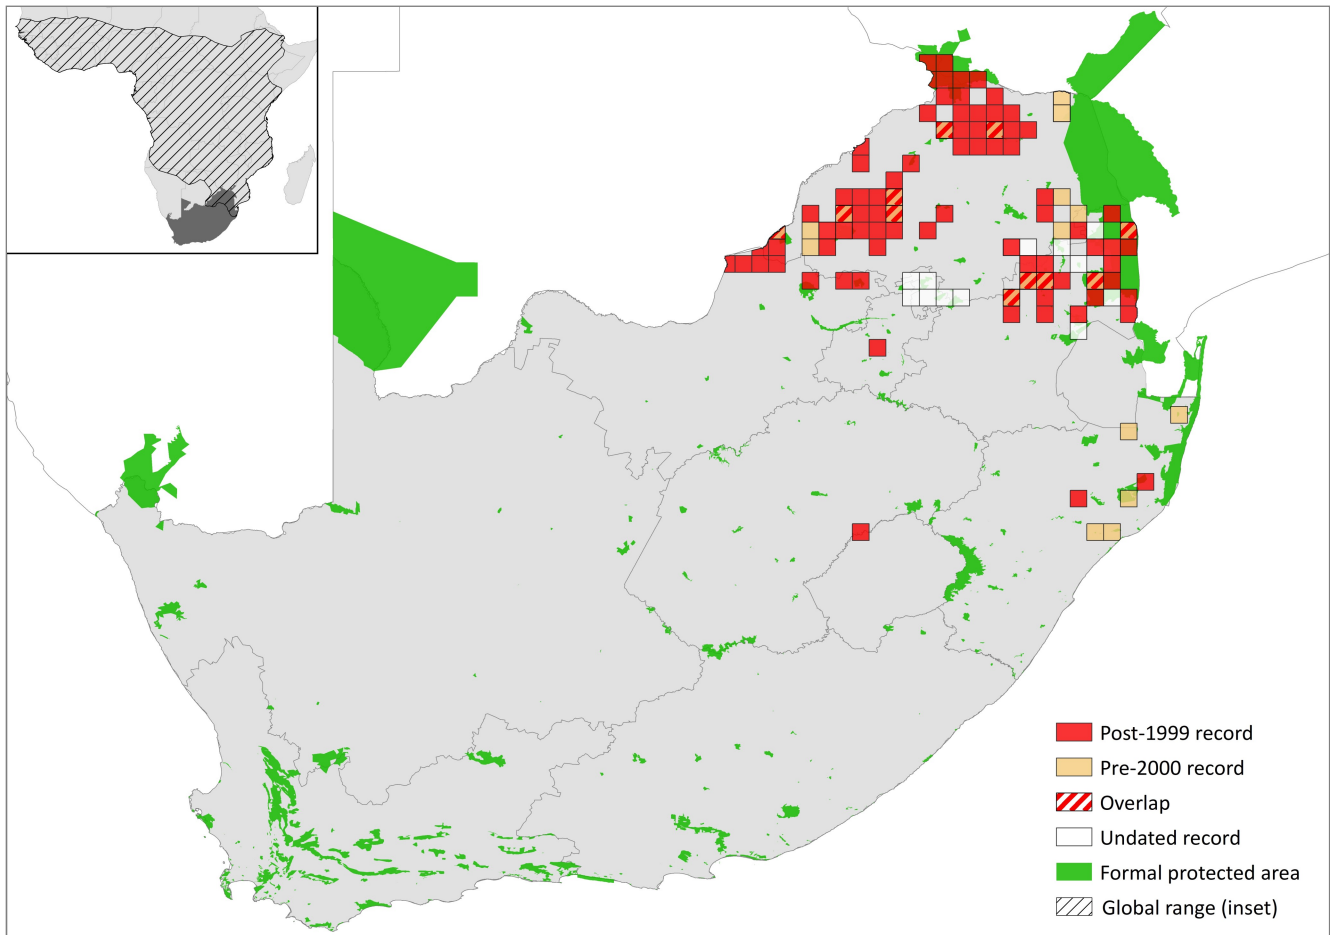 Post-1999 record
Pre-2000 record
Overlap
Undated record
Formal protected area
Global range (inset)